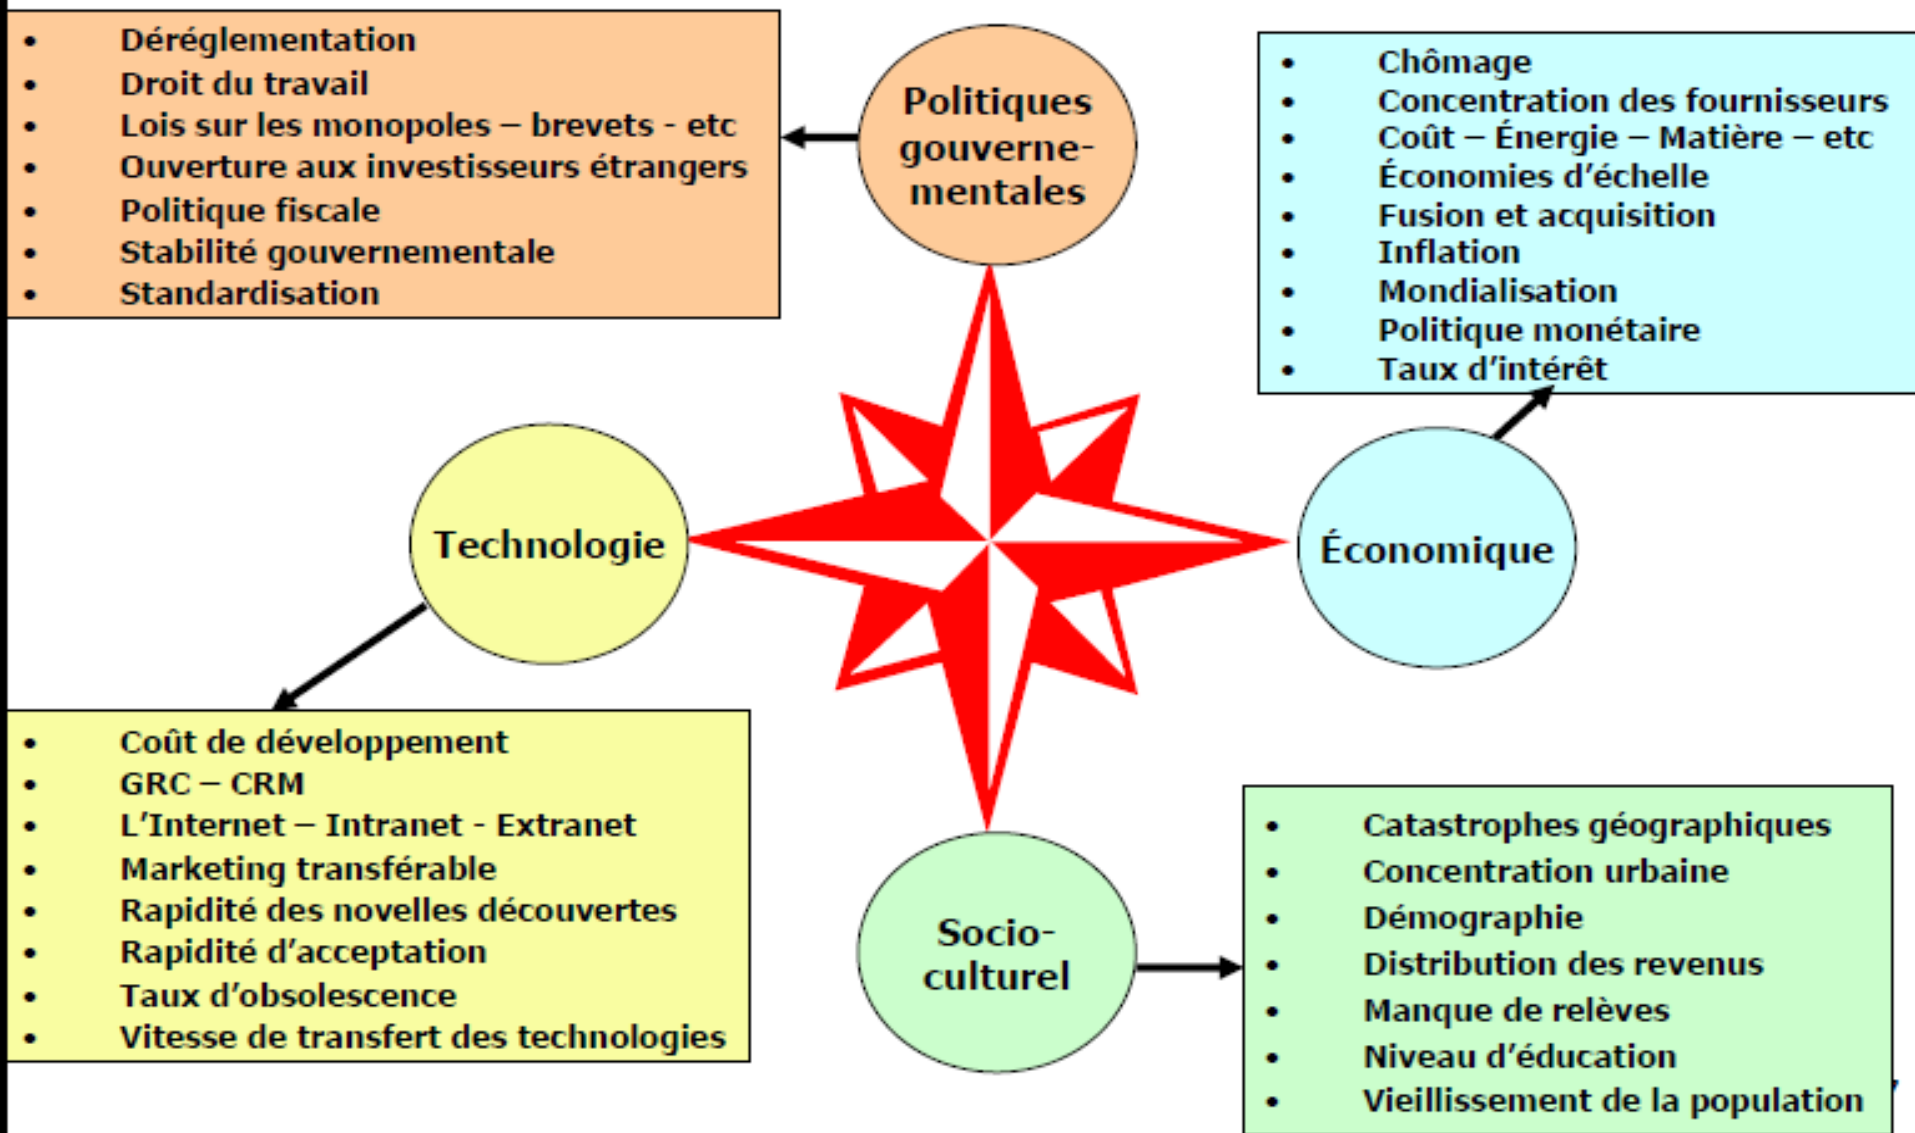 • Déréglementation
• Droit du travail
• Lois sur les monopoles – brevets - etc
• Ouverture aux investisseurs étrangers
• Politique fiscale
• Stabilité gouvernementale
• Standardisation
Politiques
gouverne-
mentales
• Chômage
• Concentration des fournisseurs
• Coût – Énergie – Matière – etc
• Économies d’échelle
• Fusion et acquisition
• Inflation
• Mondialisation
• Politique monétaire
• Taux d’intérêt
Technologie
Économique
• Coût de développement
• GRC – CRM
• L’Internet – Intranet - Extranet
• Marketing transférable
• Rapidité des novelles découvertes
• Rapidité d’acceptation
• Taux d’obsolescence
• Vitesse de transfert des technologies
Socio-
culturel
• Catastrophes géographiques
• Concentration urbaine
• Démographie
• Distribution des revenus
• Manque de relèves
• Niveau d’éducation
• Vieillissement de la population